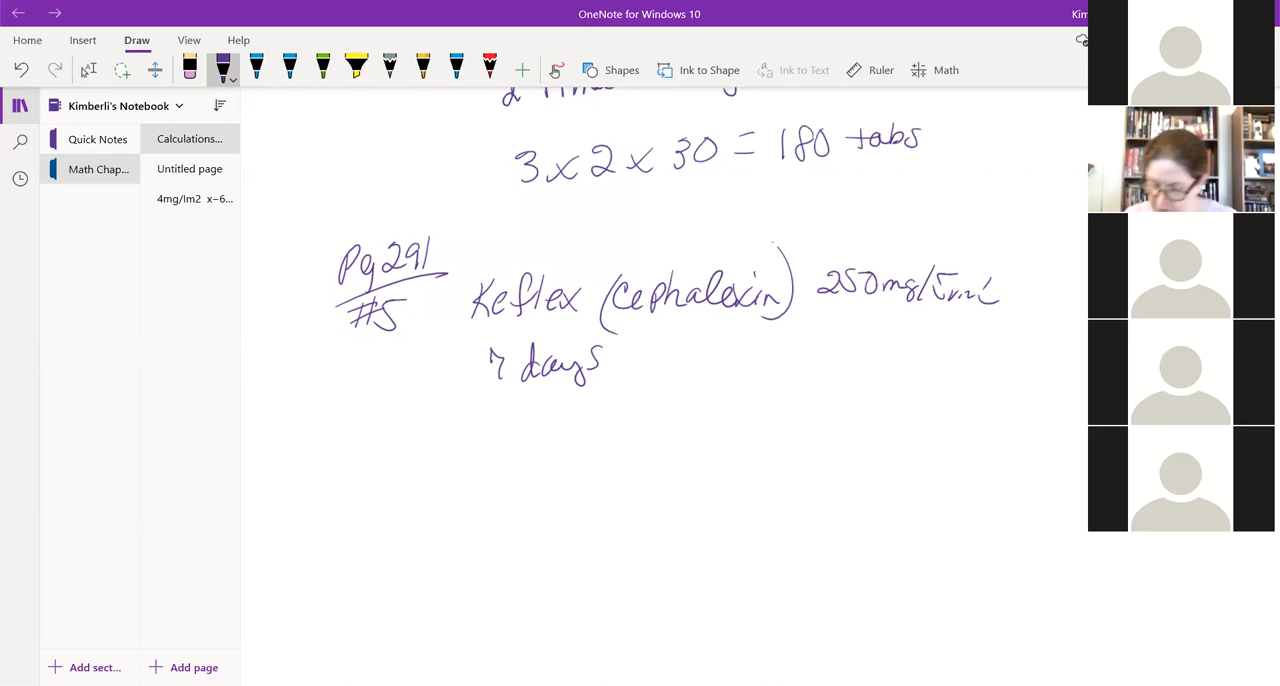 OneNote for Windows 10
Kim
Home Insert Draw View Help
Shapes Ink to Shape Ink to Text Ruler Math
Kimberli's Notebook
Quick Notes
Math Chap...
Calculations...
Untitled page
4mg/lm2 x–6...
3 x 2 x 30 = 180 tabs
Pg 291
#5
Keflex (cephalexin) 250mg/5mL
7 days
Add sect...
Add page